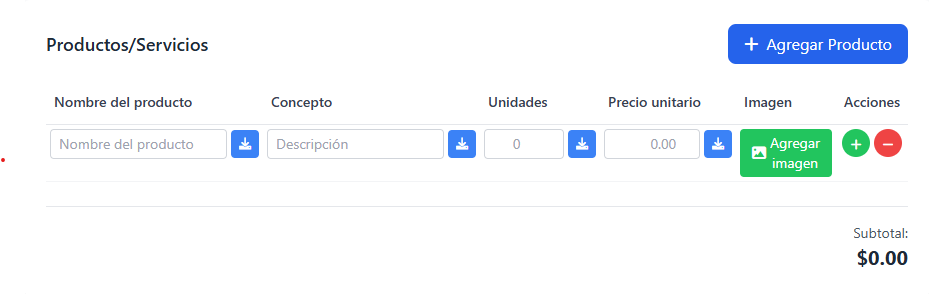 Productos/Servicios
+ Agregar Producto
Nombre del producto Concepto Unidades Precio unitario Imagen Acciones
Nombre del producto Descripción 0 0.00 Agregar imagen + −
Subtotal:
$0.00